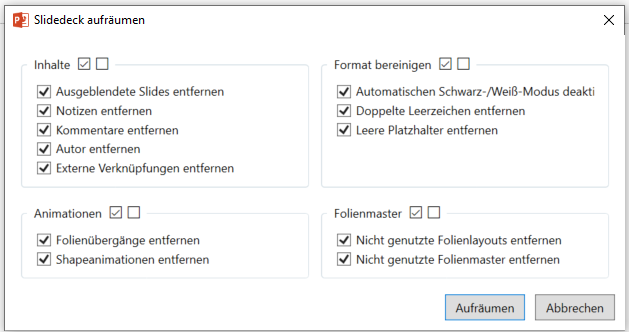 Slidedeck aufräumen
Inhalte
Ausgeblendete Slides entfernen
Notizen entfernen
Kommentare entfernen
Autor entfernen
Externe Verknüpfungen entfernen
Format bereinigen
Automatischen Schwarz-/Weiß-Modus deakti
Doppelte Leerzeichen entfernen
Leere Platzhalter entfernen
Animationen
Folienübergänge entfernen
Shapeanimationen entfernen
Folienmaster
Nicht genutzte Folienlayouts entfernen
Nicht genutzte Folienmaster entfernen
Aufräumen
Abbrechen